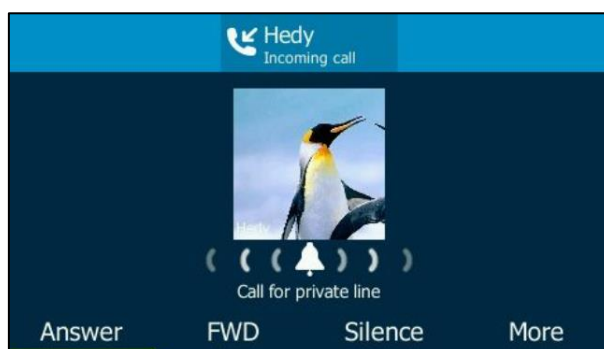 Hedy
Incoming call
Hedy
Call for private line
Answer FWD Silence More